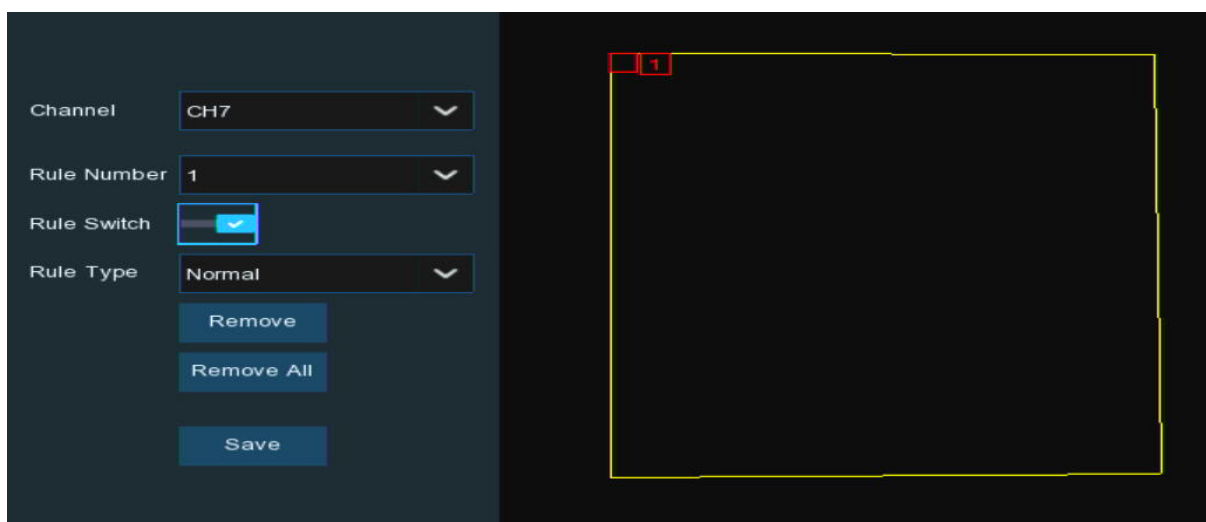 Channel CH7
Rule Number 1
Rule Switch
Rule Type Normal
Remove
Remove All
Save
1